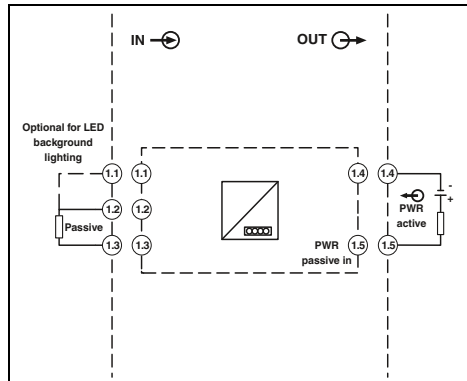 IN
OUT
Optional for LED
background
lighting
1.1
1.1
1.4
1.4
-
+
1.2
1.2
PWR
active
Passive
1.3
1.3
PWR
passive in
1.5
1.5